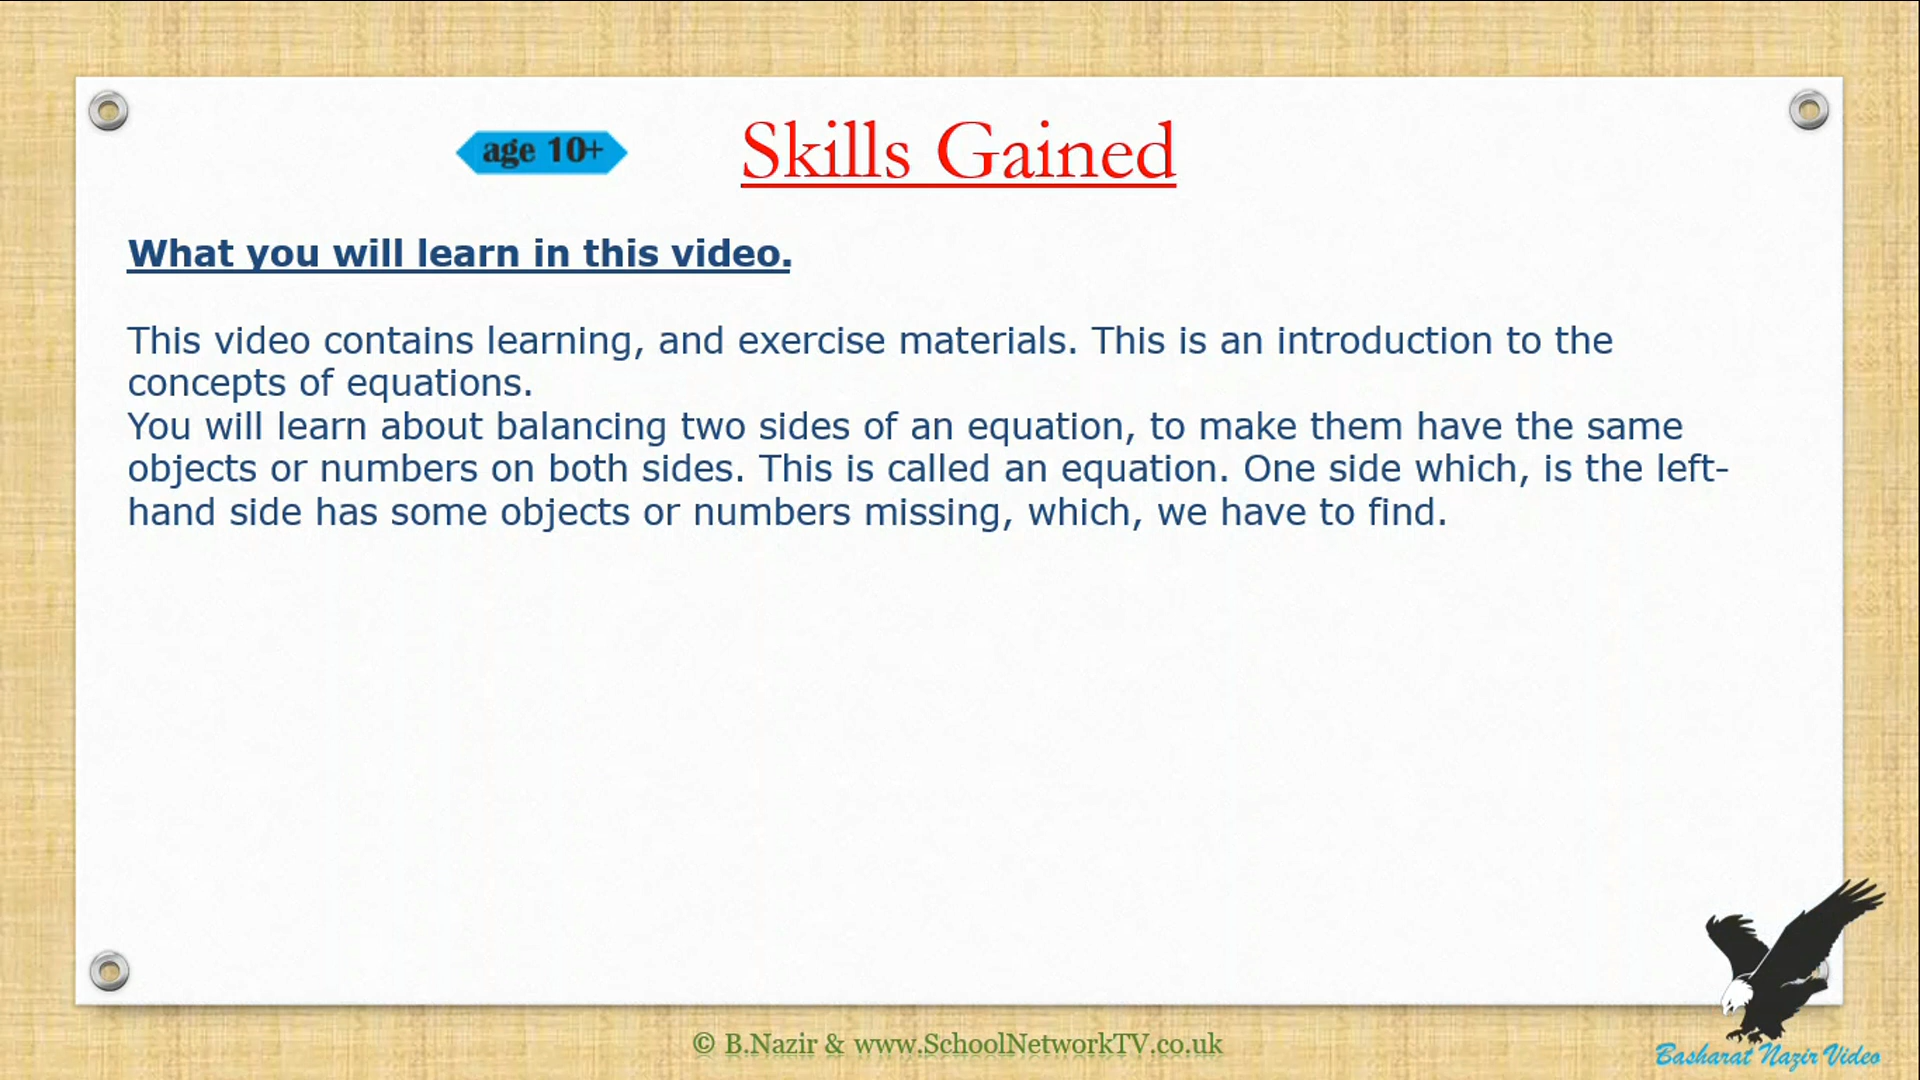 age 10+
Skills Gained
What you will learn in this video.
This video contains learning, and exercise materials. This is an introduction to the
concepts of equations.
You will learn about balancing two sides of an equation, to make them have the same
objects or numbers on both sides. This is called an equation. One side which, is the left-
hand side has some objects or numbers missing, which, we have to find.
© B.Nazir & www.SchoolNetworkTV.co.uk
Basharat Nazir Video